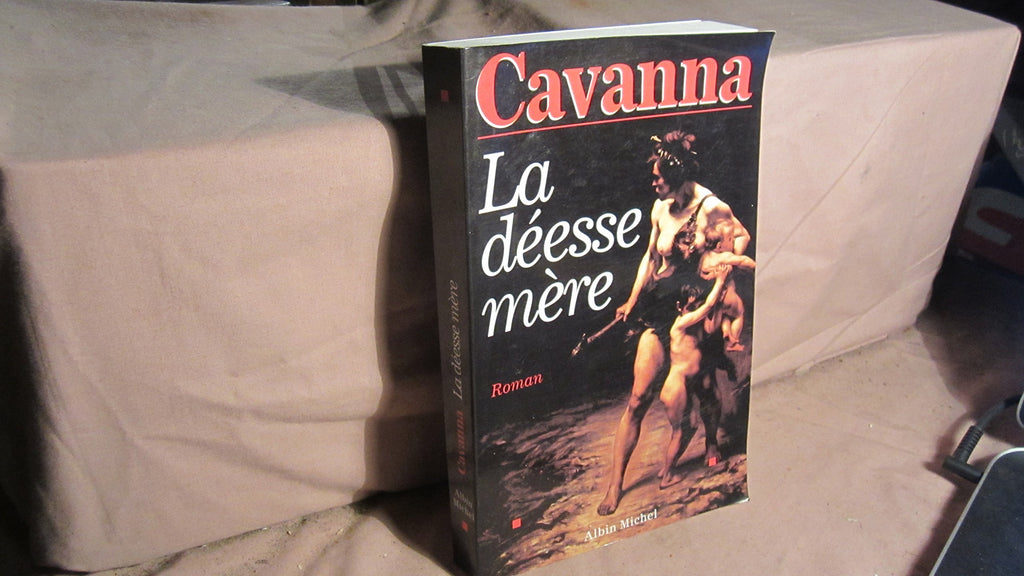 Cavanna
La
déesse
mère
Roman
Albin Michel
Cavanna La déesse mère
Albin
Michel